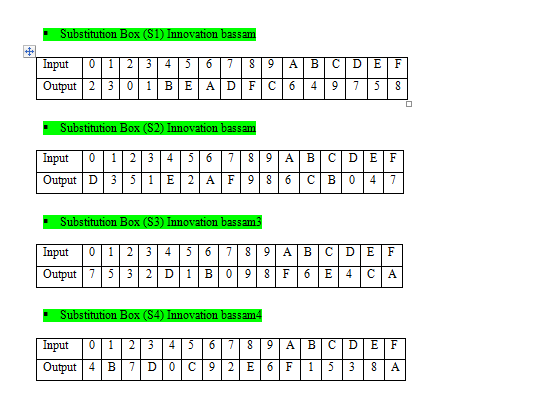 ▪ Substitution Box (S1) Innovation bassam
Input 0 1 2 3 4 5 6 7 8 9 A B C D E F
Output 2 3 0 1 B E A D F C 6 4 9 7 5 8
▪ Substitution Box (S2) Innovation bassam
Input 0 1 2 3 4 5 6 7 8 9 A B C D E F
Output D 3 5 1 E 2 A F 9 8 6 C B 0 4 7
▪ Substitution Box (S3) Innovation bassam3
Input 0 1 2 3 4 5 6 7 8 9 A B C D E F
Output 7 5 3 2 D 1 B 0 9 8 F 6 E 4 C A
▪ Substitution Box (S4) Innovation bassam4
Input 0 1 2 3 4 5 6 7 8 9 A B C D E F
Output 4 B 7 D 0 C 9 2 E 6 F 1 5 3 8 A